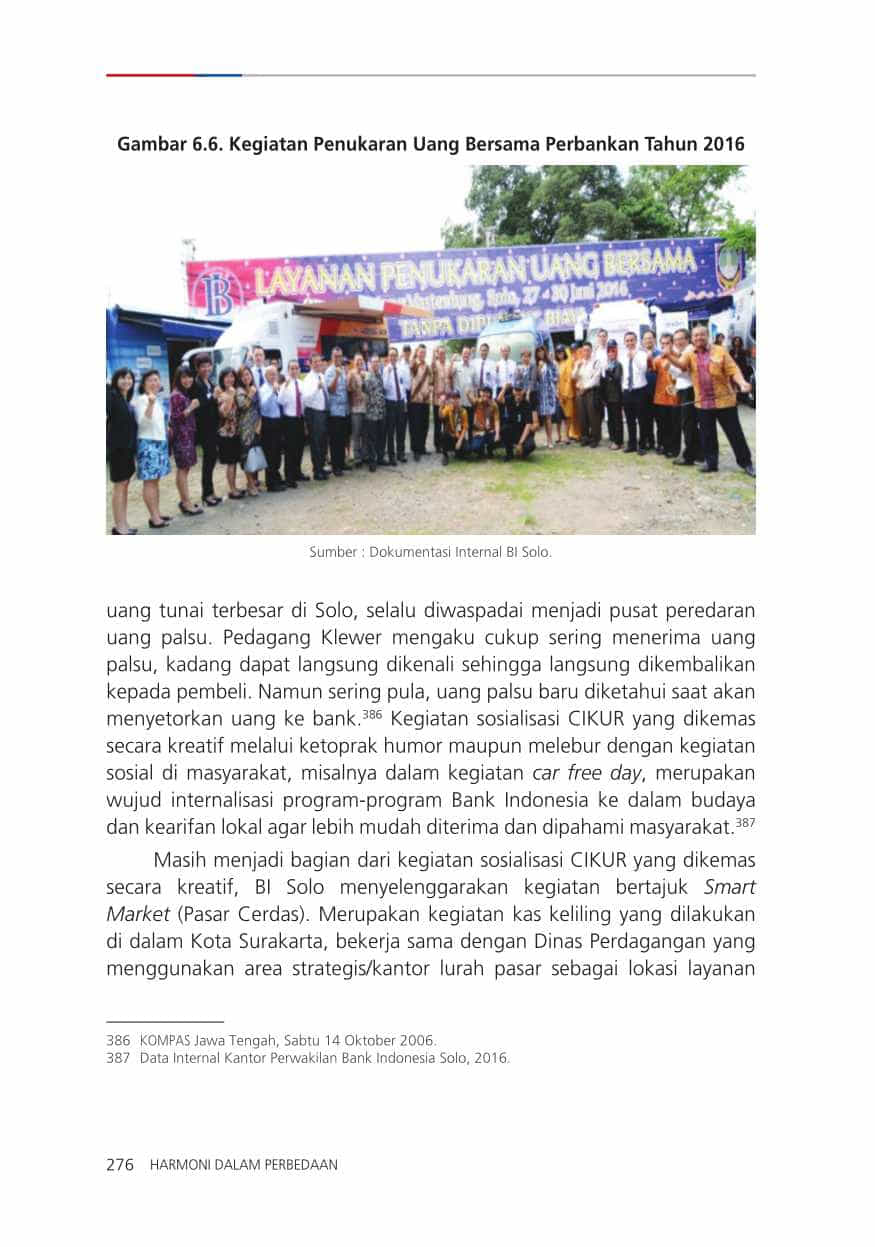 Gambar 6.6. Kegiatan Penukaran Uang Bersama Perbankan Tahun 2016
LAYANAN PENUKARAN UANG BERSAMA
Solo, 27 - 30 Juni 2016
TANPA
Sumber : Dokumentasi Internal BI Solo.
uang tunai terbesar di Solo, selalu diwaspadai menjadi pusat peredaran
uang palsu. Pedagang Klewer mengaku cukup sering menerima uang
palsu, kadang dapat langsung dikenali sehingga langsung dikembalikan
kepada pembeli. Namun sering pula, uang palsu baru diketahui saat akan
menyetorkan uang ke bank.386 Kegiatan sosialisasi CIKUR yang dikemas
secara kreatif melalui ketoprak humor maupun melebur dengan kegiatan
sosial di masyarakat, misalnya dalam kegiatan car free day, merupakan
wujud internalisasi program-program Bank Indonesia ke dalam budaya
dan kearifan lokal agar lebih mudah diterima dan dipahami masyarakat.387
Masih menjadi bagian dari kegiatan sosialisasi CIKUR yang dikemas
secara kreatif, BI Solo menyelenggarakan kegiatan bertajuk Smart
Market (Pasar Cerdas). Merupakan kegiatan kas keliling yang dilakukan
di dalam Kota Surakarta, bekerja sama dengan Dinas Perdagangan yang
menggunakan area strategis/kantor lurah pasar sebagai lokasi layanan
386 KOMPAS Jawa Tengah, Sabtu 14 Oktober 2006.
387 Data Internal Kantor Perwakilan Bank Indonesia Solo, 2016.
276 HARMONI DALAM PERBEDAAN